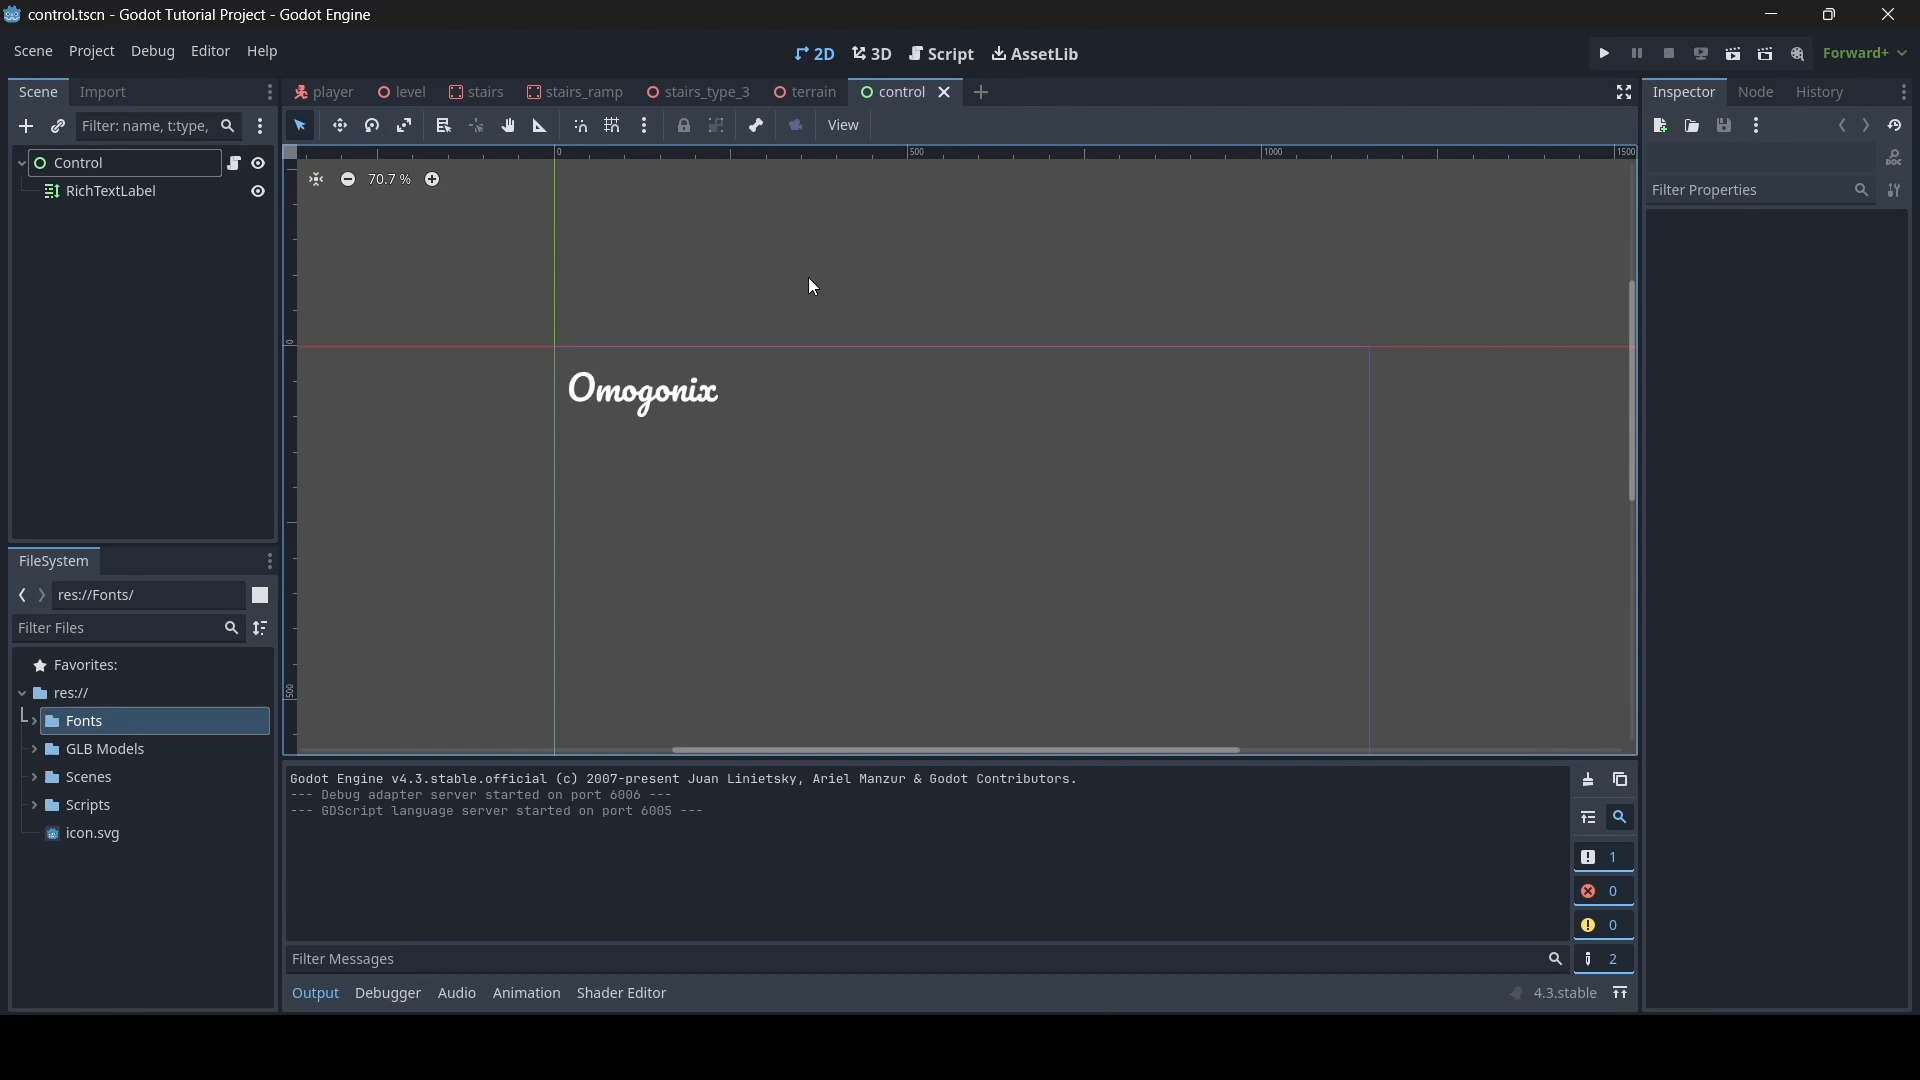 control.tscn - Godot Tutorial Project - Godot Engine
Scene Project Debug Editor Help
2D 3D Script AssetLib
Forward+
Scene Import
player level stairs stairs_ramp stairs_type_3 terrain control
Inspector Node History
Filter: name, t:type,
View
Control
RichTextLabel
0 500 1000 1500
70.7 %
Filter Properties
0
Omogonix
500
FileSystem
res://Fonts/
Filter Files
Favorites:
res://
Fonts
GLB Models
Scenes
Scripts
icon.svg
Godot Engine v4.3.stable.official (c) 2007-present Juan Linietsky, Ariel Manzur & Godot Contributors.
--- Debug adapter server started on port 6006 ---
--- GDScript language server started on port 6005 ---
1
0
0
2
Filter Messages
Output Debugger Audio Animation Shader Editor
4.3.stable